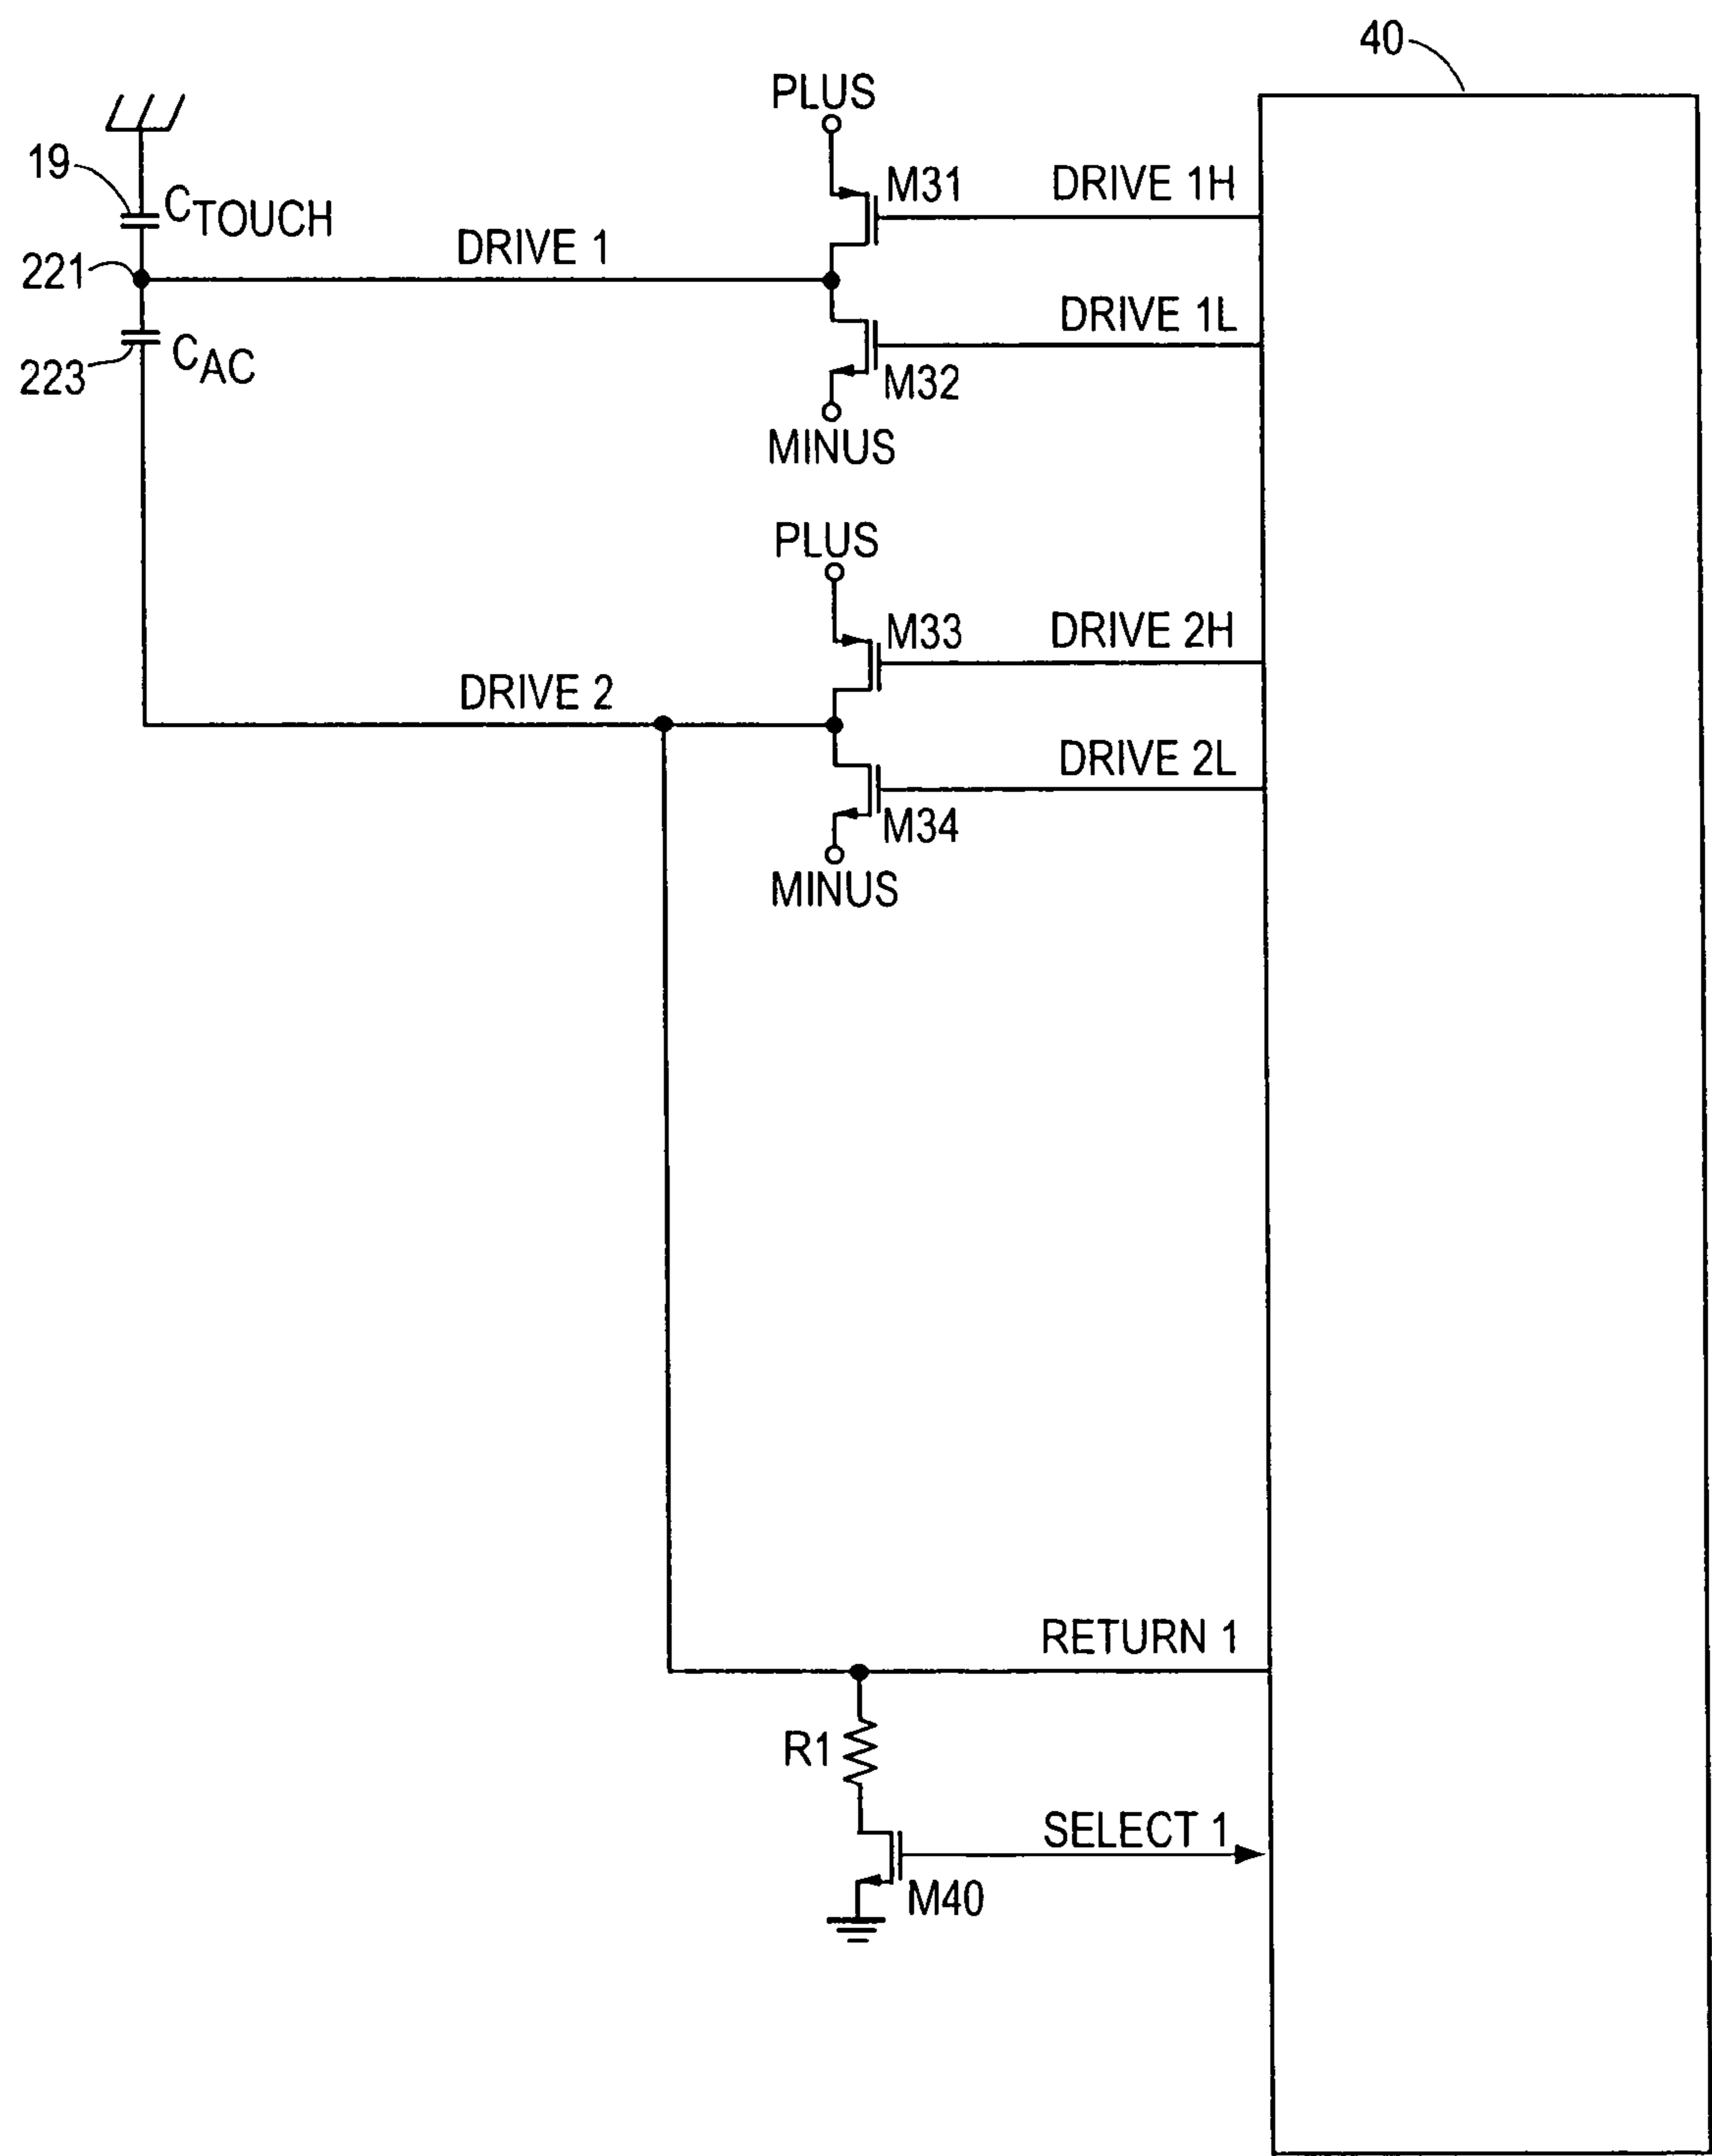 40
PLUS
19
CTOUCH
M31
DRIVE 1H
221
DRIVE 1
DRIVE 1L
223
CAC
M32
MINUS
PLUS
M33
DRIVE 2H
DRIVE 2
DRIVE 2L
M34
MINUS
RETURN 1
R1
SELECT 1
M40